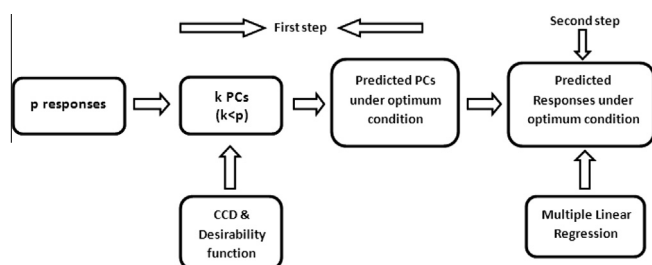 First step
Second step
p responses
k PCs
(k<p)
Predicted PCs
under optimum
condition
Predicted
Responses under
optimum condition
CCD &
Desirability
function
Multiple Linear
Regression